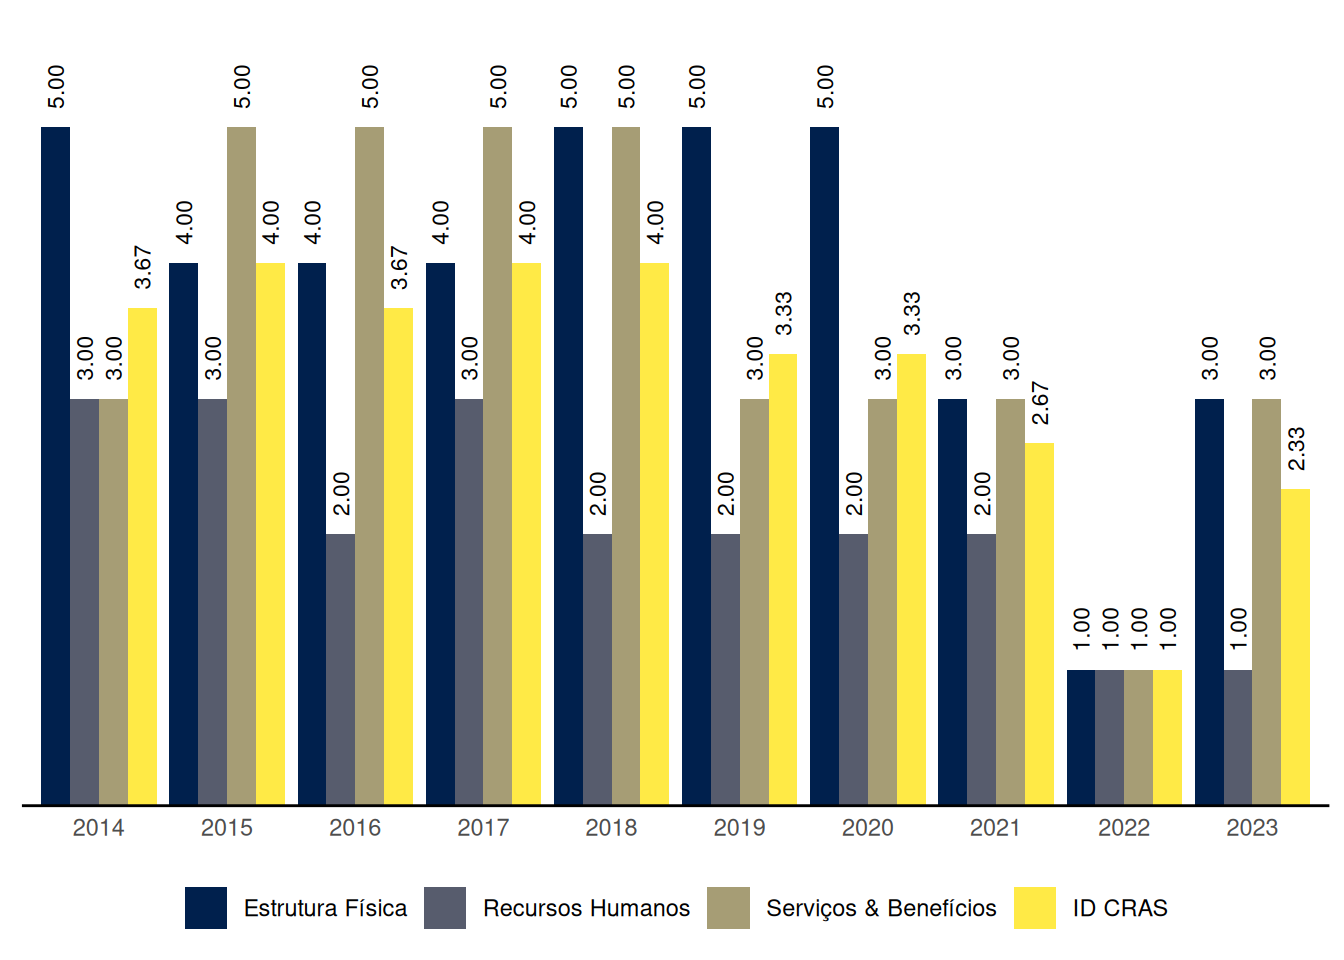 5.00 3.00 3.00 3.67 4.00 3.00 5.00 4.00 4.00 2.00 5.00 3.67 4.00 3.00 5.00 4.00 5.00 2.00 5.00 4.00 5.00 2.00 3.00 3.33 5.00 2.00 3.00 3.33 3.00 2.00 3.00 2.67 1.00 1.00 1.00 1.00 3.00 1.00 3.00 2.33
2014 2015 2016 2017 2018 2019 2020 2021 2022 2023
Estrutura Física Recursos Humanos Serviços & Benefícios ID CRAS